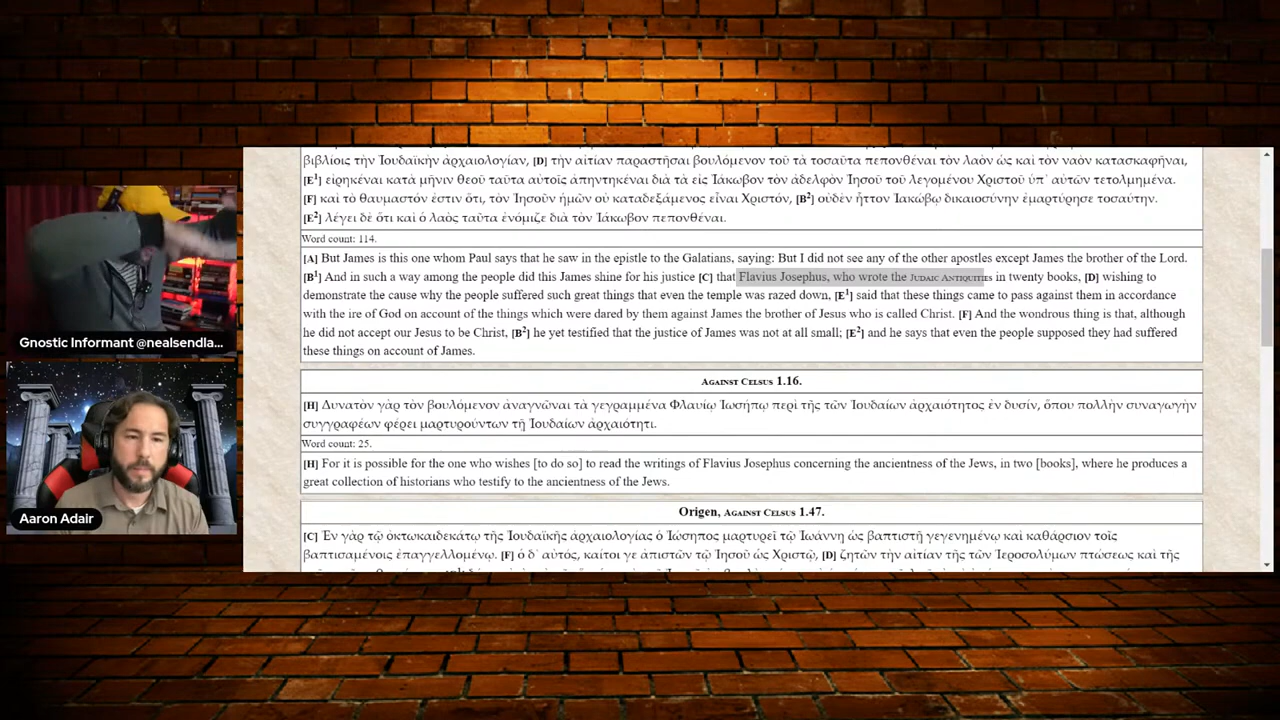 βιβλίοις τὴν Ἰουδαϊκὴν ἀρχαιολογίαν, [D] τὴν αἰτίαν παραστῆσαι βουλόμενον τοῦ τὰ τοσαῦτα πεπονθέναι τὸν λαὸν ὡς καὶ τὸν ναὸν κατασκαφῆναι,
[E¹] εἰρηκέναι κατὰ μῆνιν θεοῦ ταῦτα αὐτοῖς ἀπηντηκέναι διὰ τὰ εἰς Ἰάκωβον τὸν ἀδελφὸν Ἰησοῦ τοῦ λεγομένου Χριστοῦ ὑπ᾽ αὐτῶν τετολμημένα.
[F] καὶ τὸ θαυμαστόν ἐστιν ὅτι, τὸν Ἰησοῦν ἡμῶν οὐ καταδεξάμενος εἶναι Χριστόν, [B²] οὐδὲν ἧττον Ἰακώβῳ δικαιοσύνην ἐμαρτύρησε τοσαύτην.
[E²] λέγει δὲ ὅτι καὶ ὁ λαὸς ταῦτα ἐνόμιζε διὰ τὸν Ἰάκωβον πεπονθέναι.
Word count: 114.
[A] But James is this one whom Paul says that he saw in the epistle to the Galatians, saying: But I did not see any of the other apostles except James the brother of the Lord.
[B¹] And in such a way among the people did this James shine for his justice [C] that Flavius Josephus, who wrote the Judaic Antiquities in twenty books, [D] wishing to
demonstrate the cause why the people suffered such great things that even the temple was razed down, [E¹] said that these things came to pass against them in accordance
with the ire of God on account of the things which were dared by them against James the brother of Jesus who is called Christ. [F] And the wondrous thing is that, although
he did not accept our Jesus to be Christ, [B²] he yet testified that the justice of James was not at all small; [E²] and he says that even the people supposed they had suffered
these things on account of James.
Against Celsus 1.16.
[H] Δυνατὸν γὰρ τὸν βουλόμενον ἀναγνῶναι τὰ γεγραμμένα Φλαυίῳ Ἰωσήπῳ περὶ τῆς τῶν Ἰουδαίων ἀρχαιότητος ἐν δυσίν, ὅπου πολλὴν συναγωγὴν
συγγραφέων φέρει μαρτυρούντων τῇ Ἰουδαίων ἀρχαιότητι.
Word count: 25.
[H] For it is possible for the one who wishes [to do so] to read the writings of Flavius Josephus concerning the ancientness of the Jews, in two [books], where he produces a
great collection of historians who testify to the ancientness of the Jews.
Origen, Against Celsus 1.47.
[C] Ἐν γὰρ τῷ ὀκτωκαιδεκάτῳ τῆς Ἰουδαϊκῆς ἀρχαιολογίας ὁ Ἰώσηπος μαρτυρεῖ τῷ Ἰωάννῃ ὡς βαπτιστῇ γεγενημένῳ καὶ καθάρσιον τοῖς
βαπτισαμένοις ἐπαγγελλομένῳ. [F] ὁ δ᾽ αὐτός, καίτοι γε ἀπιστῶν τῷ Ἰησοῦ ὡς Χριστῷ, [D] ζητῶν τὴν αἰτίαν τῆς τῶν Ἱεροσολύμων πτώσεως καὶ τῆς
Gnostic Informant @nealsendla...
Aaron Adair